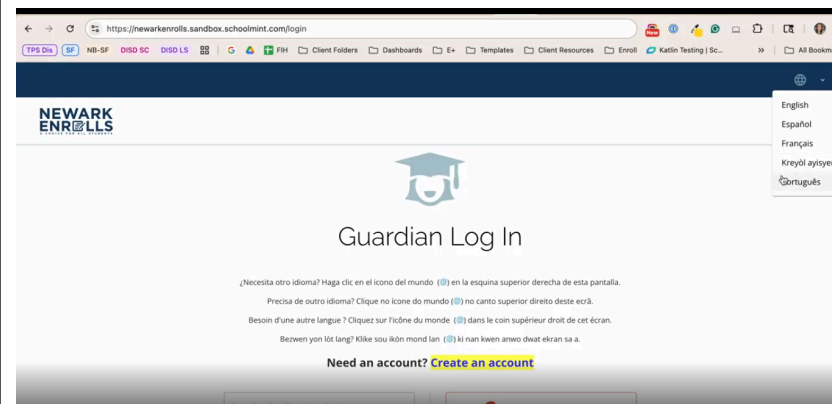 https://newarkenrolls.sandbox.schoolmint.com/login
New
TPS Dis SF NB-SF DISD SC DISD LS G FIH Client Folders Dashboards E+ Templates Client Resources Enroll Katlin Testing | Sc... » All Bookm
English
Español
Français
Kreyòl ayisye
Português
NEWARK
ENROLLS
Guardian Log In
¿Necesita otro idioma? Haga clic en el icono del mundo () en la esquina superior derecha de esta pantalla.
Precisa de outro idioma? Clique no ícone do mundo () no canto superior direito deste ecrã.
Besoin d'une autre langue ? Cliquez sur l'icône du monde () dans le coin supérieur droit de cet écran.
Bezwen yon lòt lang? Klike sou ikòn mond lan () ki nan kwen anwo dwat ekran sa a.
Need an account? Create an account